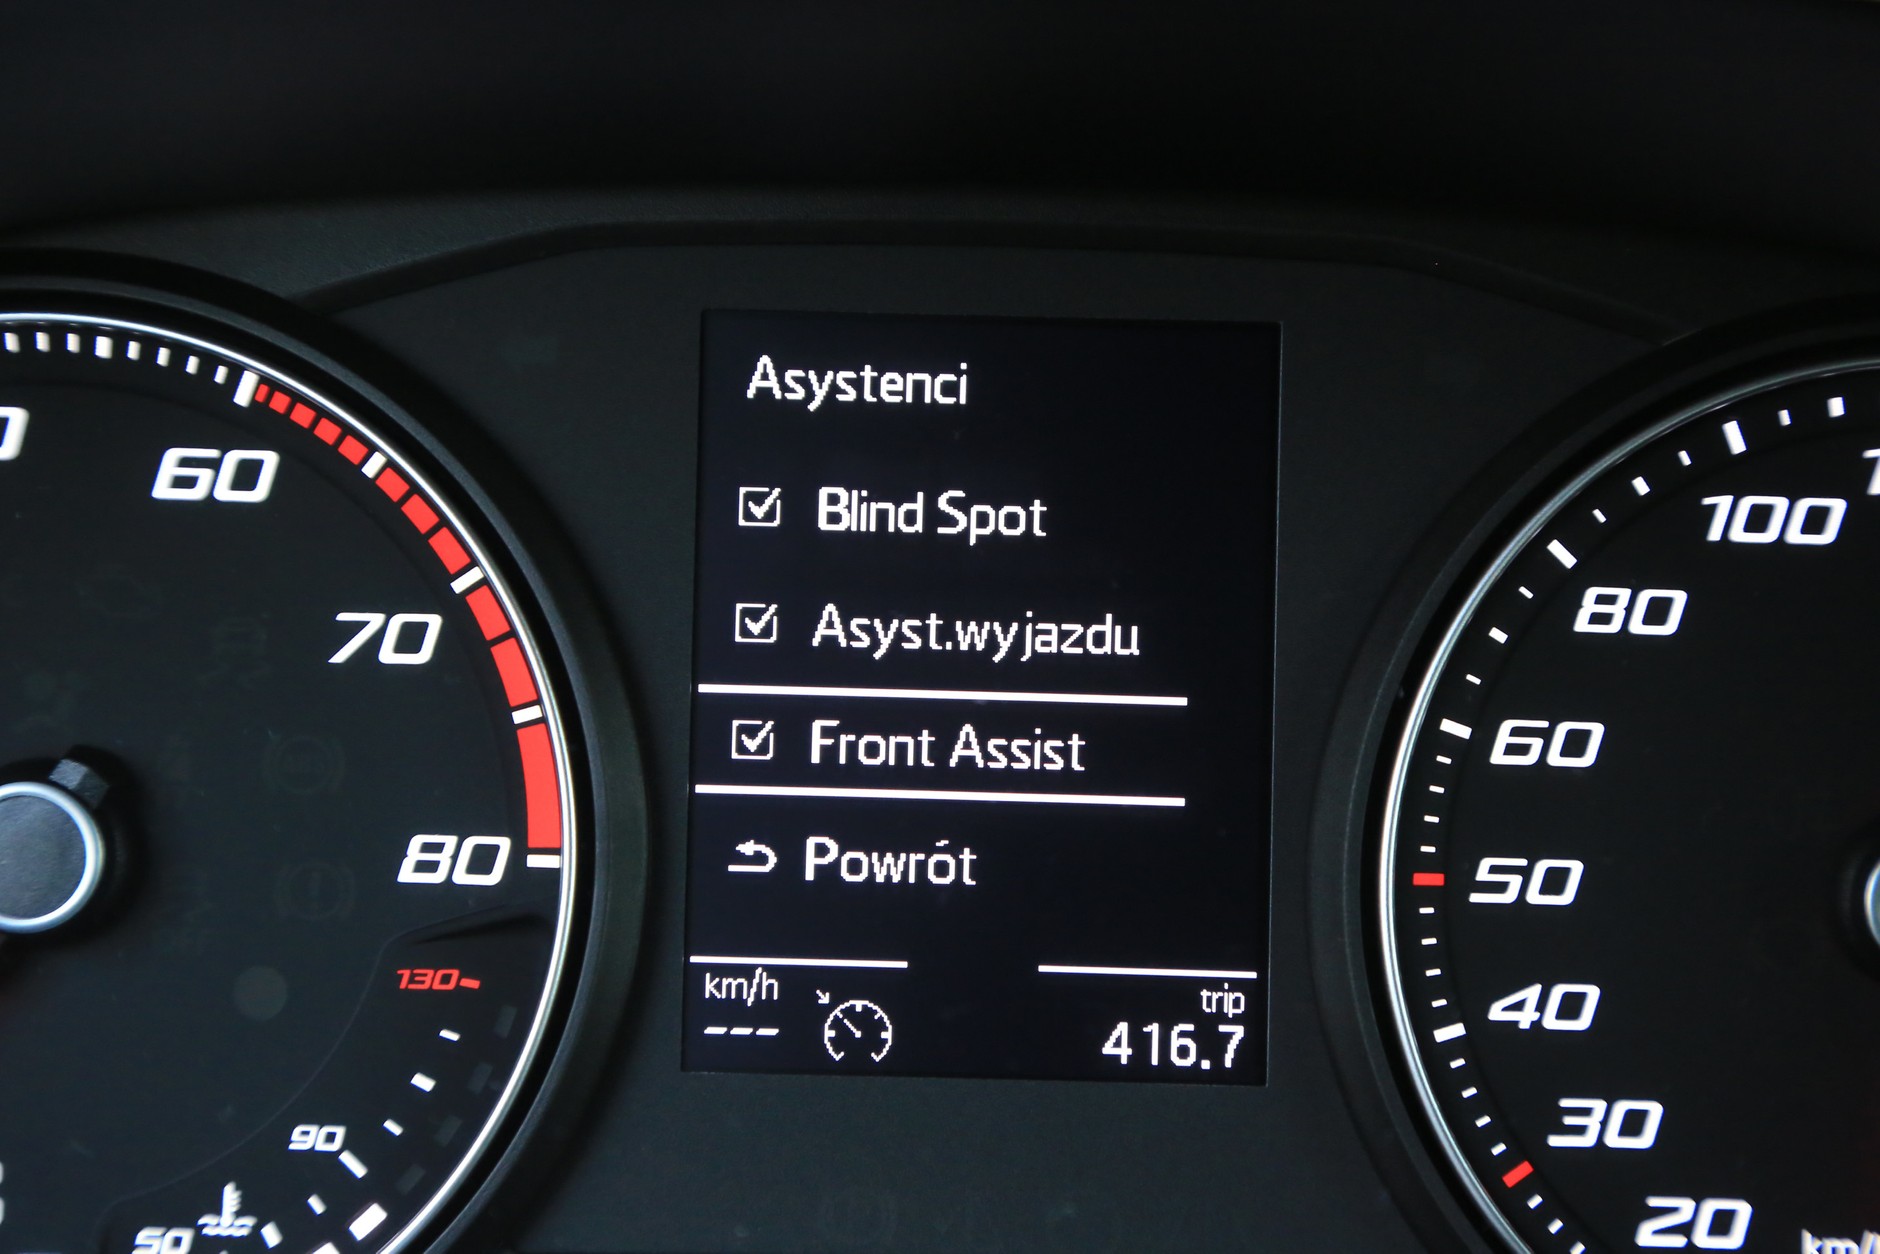 Asystenci
Blind Spot
Asyst.wyjazdu
Front Assist
Powrót
km/h
---
trip
416.7
60
70
80
130
90
50
100
80
60
50
40
30
20
km/h